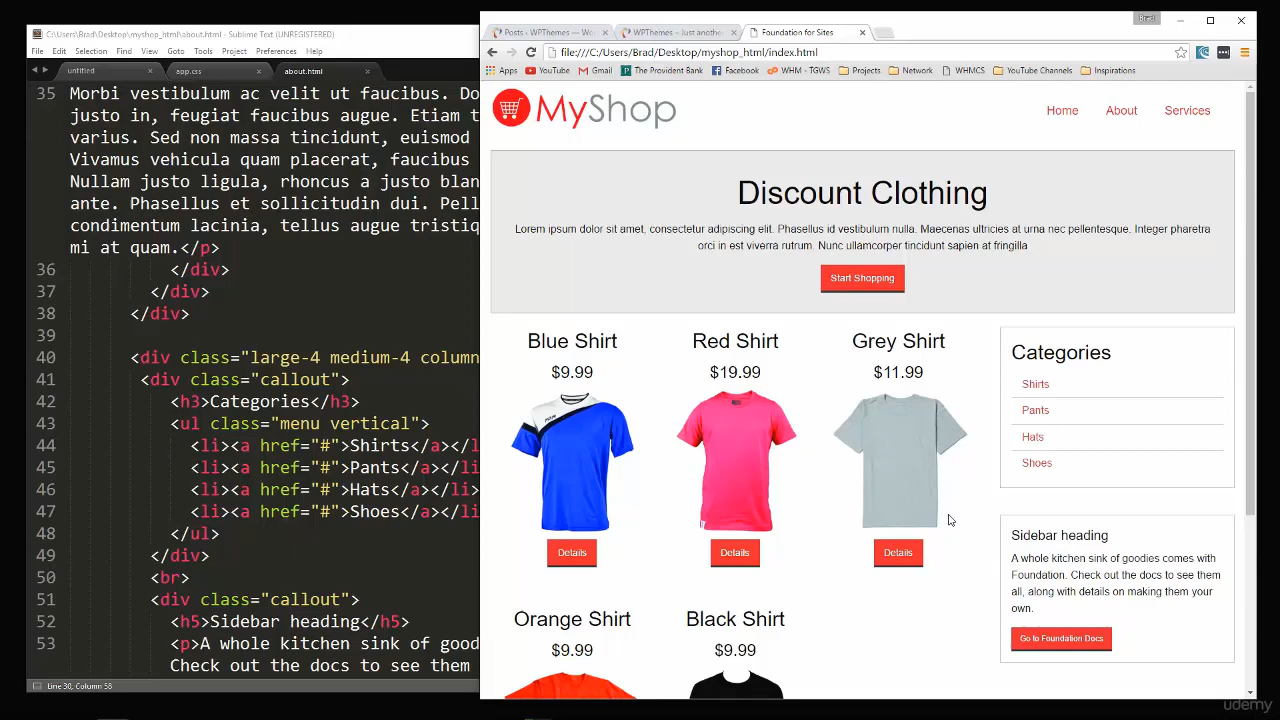 C:\Users\Brad\Desktop\myshop_html\about.html - Sublime Text (UNREGISTERED)
File Edit Selection Find View Goto Tools Project Preferences Help
untitled × app.css × about.html ×
35 Morbi vestibulum ac velit ut faucibus. Do
justo in, feugiat faucibus augue. Etiam t
varius. Sed non massa tincidunt, euismod
Vivamus vehicula quam placerat, faucibus
Nullam justo ligula, rhoncus a justo blan
ante. Phasellus et sollicitudin dui. Pell
condimentum lacinia, tellus augue tristiq
mi at quam.</p>
36 </div>
37 </div>
38 </div>
39
40 <div class="large-4 medium-4 column
41 <div class="callout">
42 <h3>Categories</h3>
43 <ul class="menu vertical">
44 <li><a href="#">Shirts</a></l
45 <li><a href="#">Pants</a></li
46 <li><a href="#">Hats</a></li>
47 <li><a href="#">Shoes</a></li
48 </ul>
49 </div>
50 <br>
51 <div class="callout">
52 <h5>Sidebar heading</h5>
53 <p>A whole kitchen sink of good
Check out the docs to see them
Line 30, Column 58
Brad
Posts ‹ WPThemes — Wo × WPThemes – Just anothe × Foundation for Sites ×
file:///C:/Users/Brad/Desktop/myshop_html/index.html
Apps YouTube Gmail The Provident Bank Facebook WHM - TGWS Projects Network WHMCS YouTube Channels Inspirations
MyShop
Home About Services
Discount Clothing
Lorem ipsum dolor sit amet, consectetur adipiscing elit. Phasellus id vestibulum nulla. Maecenas ultricies at urna nec pellentesque. Integer pharetra
orci in est viverra rutrum. Nunc ullamcorper tincidunt sapien at fringilla
Start Shopping
Blue Shirt Red Shirt Grey Shirt
$9.99 $19.99 $11.99
Details Details Details
Orange Shirt Black Shirt
$9.99 $9.99
Categories
Shirts
Pants
Hats
Shoes
Sidebar heading
A whole kitchen sink of goodies comes with
Foundation. Check out the docs to see them
all, along with details on making them your
own.
Go to Foundation Docs
udemy